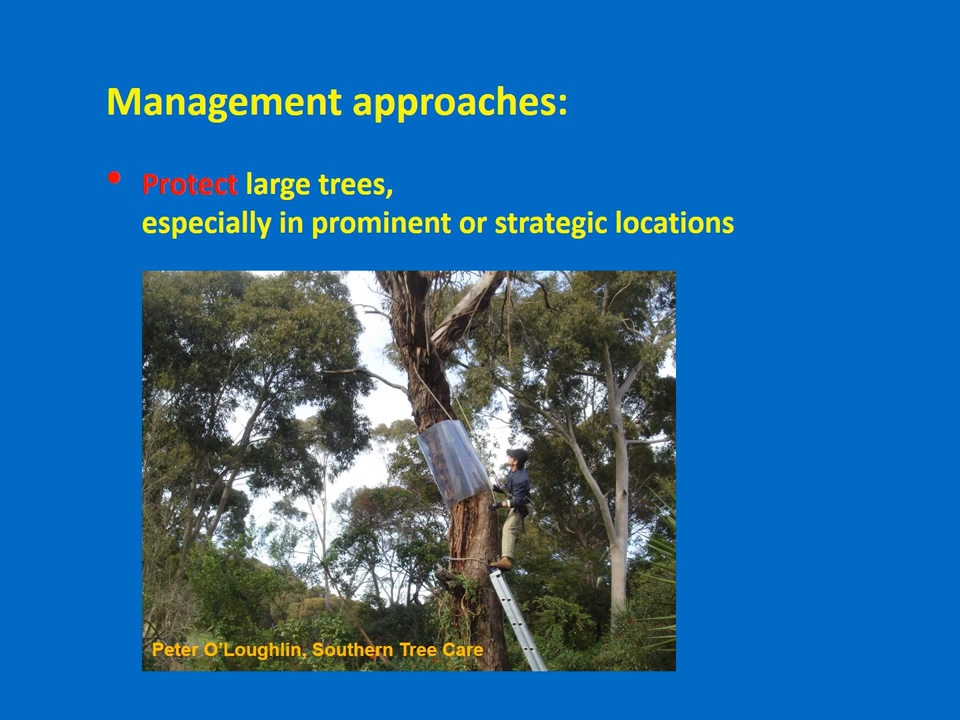 Management approaches:
• Protect large trees,
especially in prominent or strategic locations
Peter O'Loughlin, Southern Tree Care